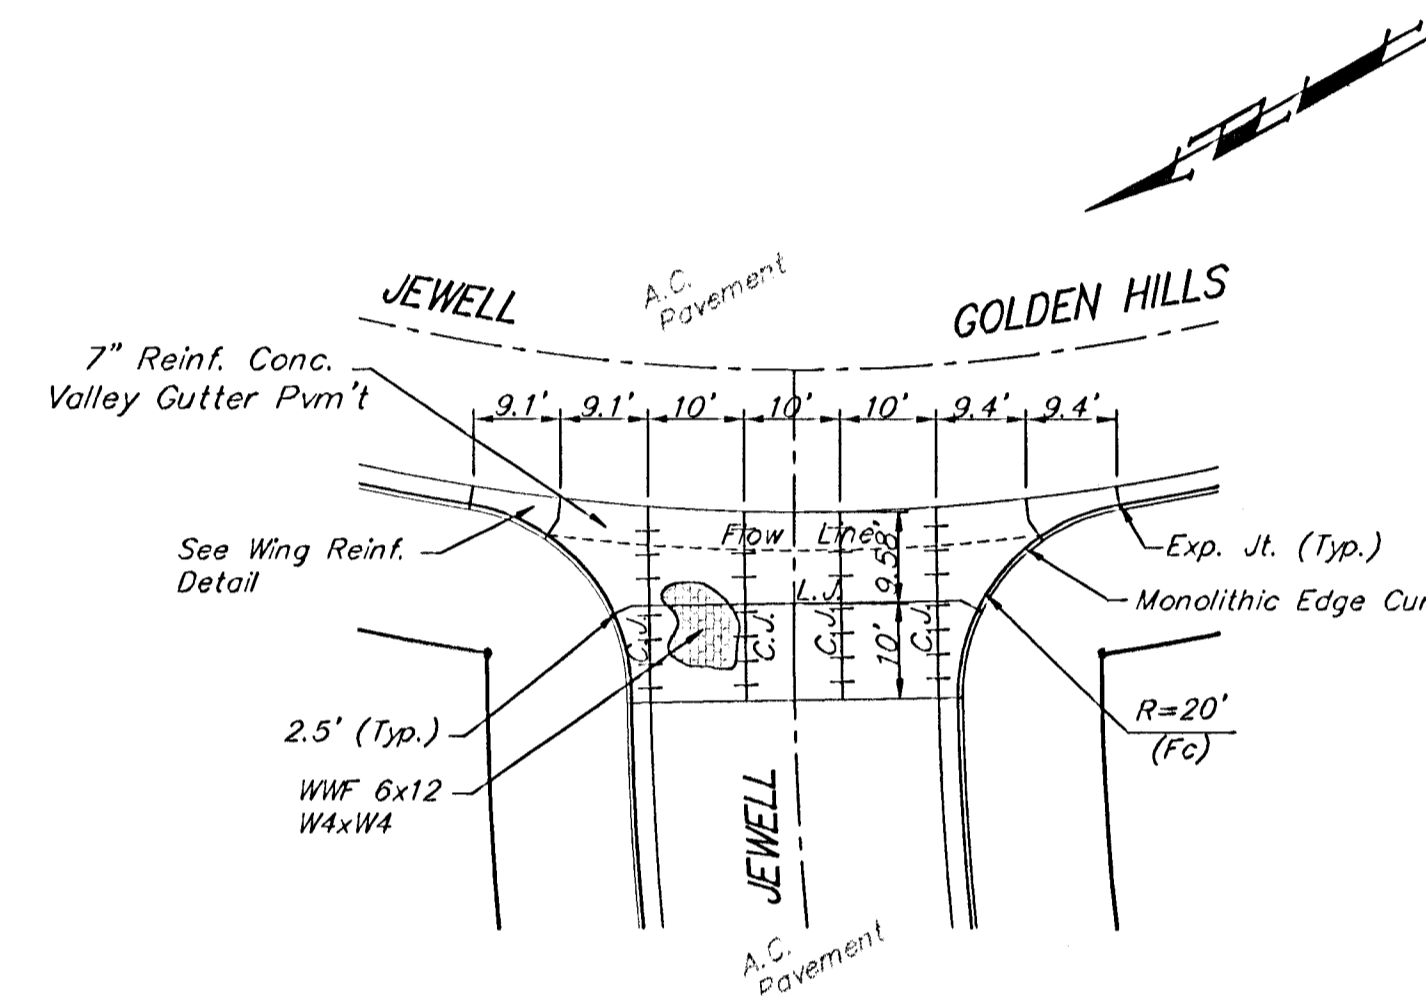 A.C.
Pavement
JEWELL
GOLDEN HILLS
7" Reinf. Conc.
Valley Gutter Pvm't
9.1' 9.1' 10' 10' 10' 9.4' 9.4'
Flow Line
9.58'
See Wing Reinf.
Detail
Exp. Jt. (Typ.)
L.J.
Monolithic Edge Cur
C.J. C.J. C.J. C.J.
10'
2.5' (Typ.)
R=20'
(Fc)
WWF 6x12
W4xW4
JEWELL
A.C.
Pavement